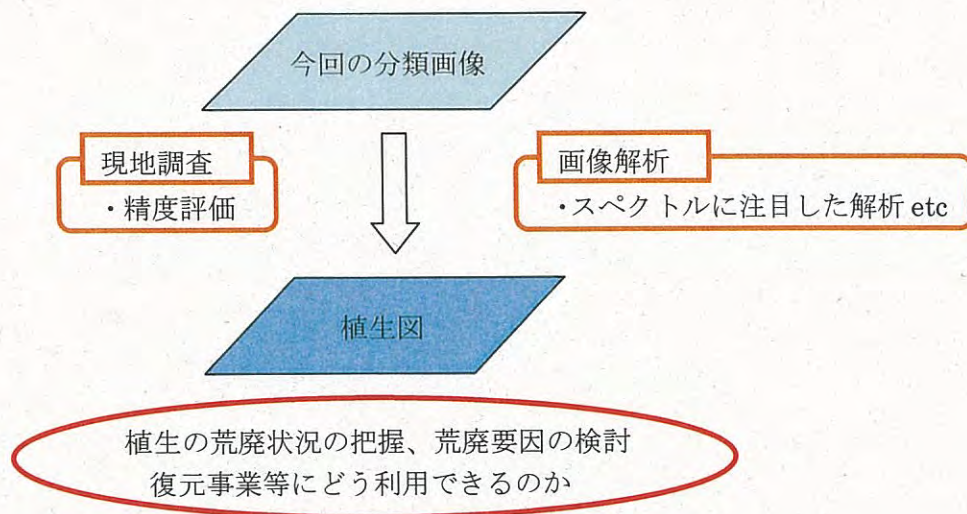 今回の分類画像
現地調査
・精度評価
画像解析
・スペクトルに注目した解析 etc
植生図
植生の荒廃状況の把握、荒廃要因の検討
復元事業等にどう利用できるのか